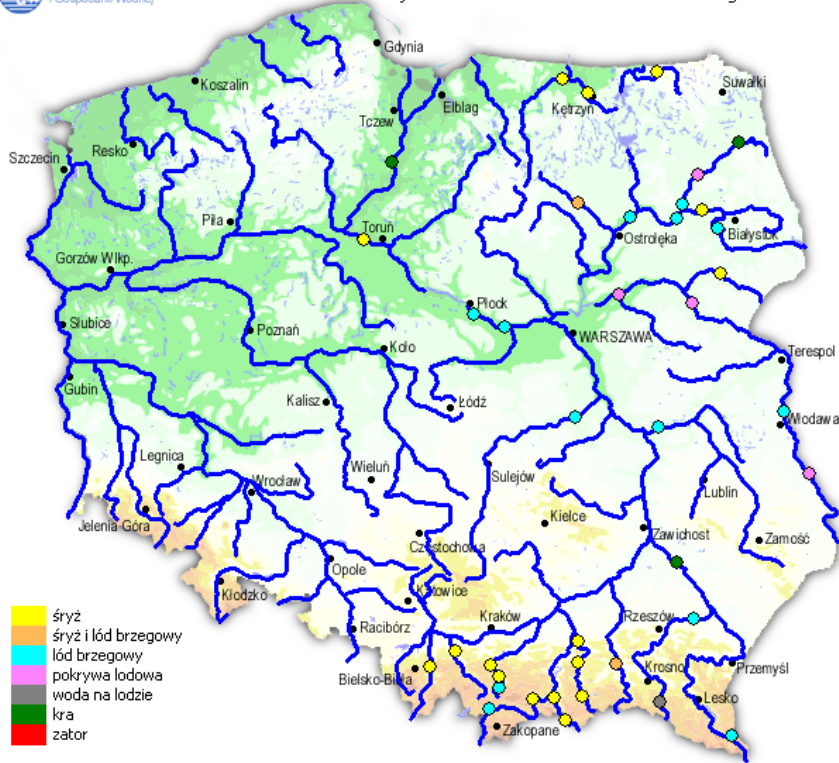 i Gospodarki Wodnej
Gdynia
Koszalin
Elbląg
Suwałki
Tczew
Kętrzyn
Resko
Szczecin
Piła
Toruń
Ostrołęka
Białystok
Gorzów Wlkp.
Płock
Słubice
Poznań
WARSZAWA
Koło
Terespol
Gubin
Kalisz
Łódź
Włodawa
Legnica
Wieluń
Sulejów
Wrocław
Lublin
Jelenia Góra
Kielce
Zawichost
Częstochowa
Zamość
Opole
Kłodzko
Katowice
Racibórz
Kraków
Rzeszów
Bielsko-Biała
Krosno
Przemyśl
Lesko
Zakopane
śryż
śryż i lód brzegowy
lód brzegowy
pokrywa lodowa
woda na lodzie
kra
zator